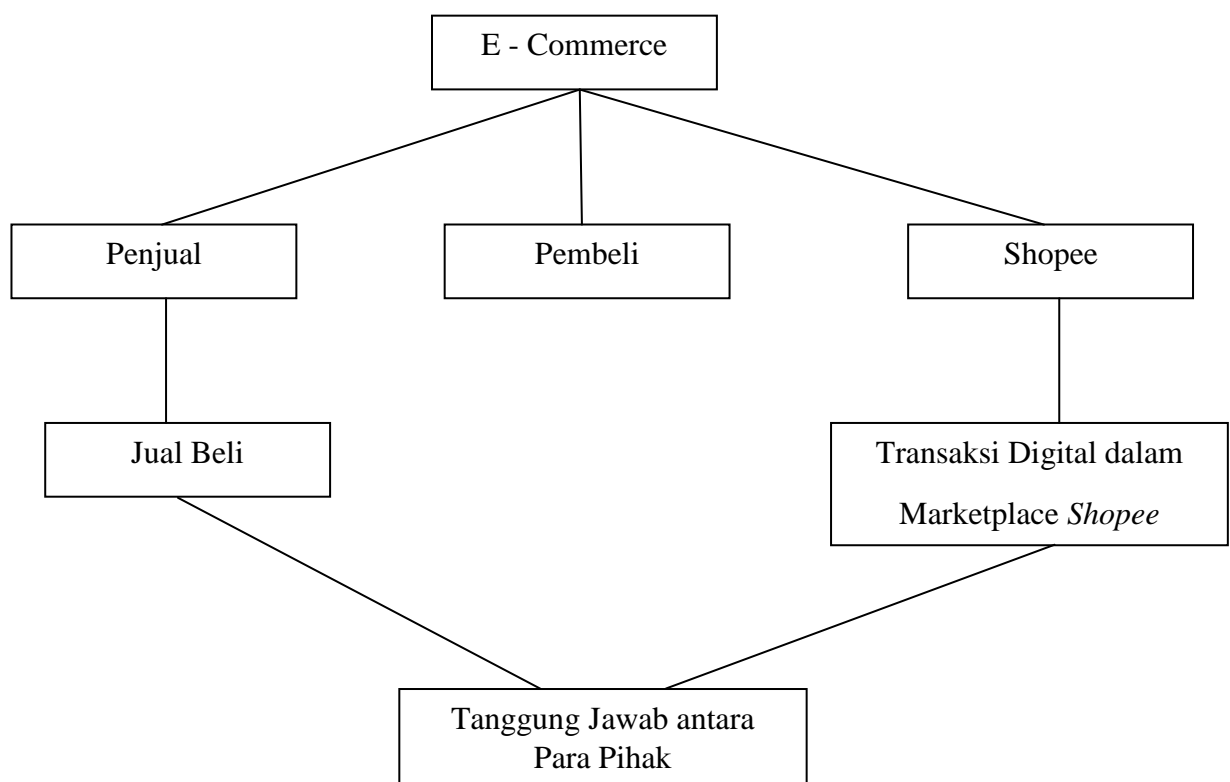 E - Commerce
Penjual
Pembeli
Shopee
Jual Beli
Transaksi Digital dalam
Marketplace Shopee
Tanggung Jawab antara
Para Pihak